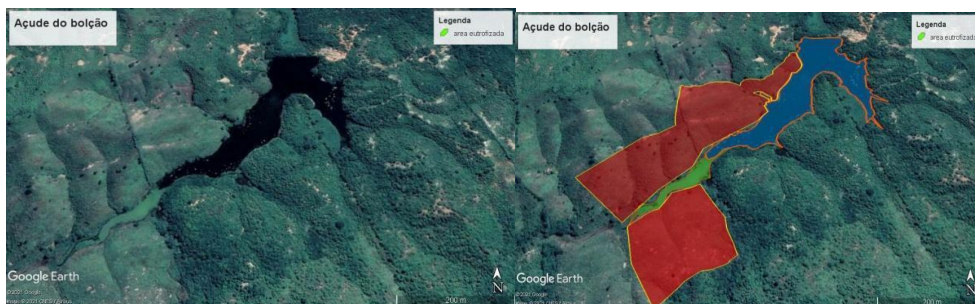 Açude do bolção
Legenda
area eutrofizada
Google Earth
N
200 m
Açude do bolção
Legenda
area eutrofizada
Google Earth
N
200 m